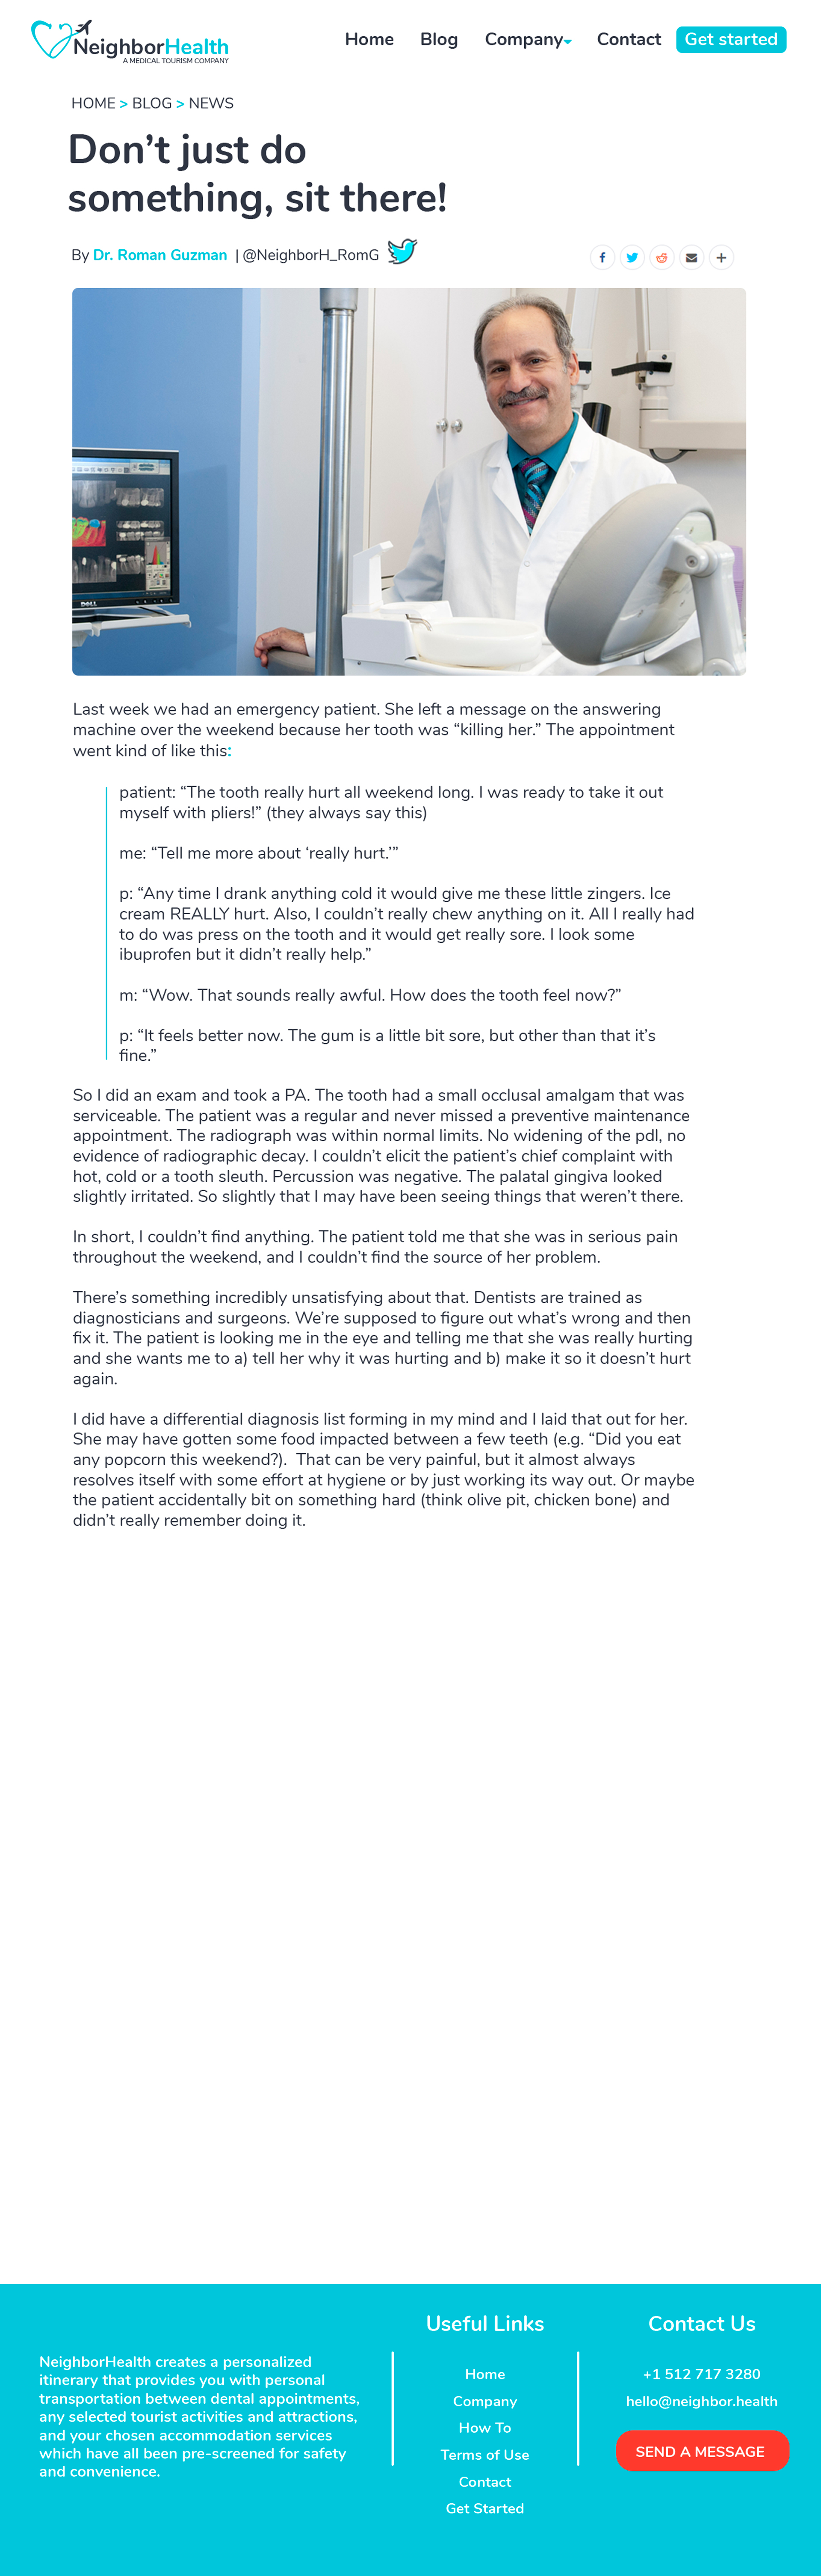 NeighborHealth
A MEDICAL TOURISM COMPANY
Home Blog Company Contact Get started
HOME > BLOG > NEWS
Don’t just do
something, sit there!
By Dr. Roman Guzman | @NeighborH_RomG
DELL
Last week we had an emergency patient. She left a message on the answering
machine over the weekend because her tooth was “killing her.” The appointment
went kind of like this:
patient: “The tooth really hurt all weekend long. I was ready to take it out
myself with pliers!” (they always say this)
me: “Tell me more about ‘really hurt.’”
p: “Any time I drank anything cold it would give me these little zingers. Ice
cream REALLY hurt. Also, I couldn’t really chew anything on it. All I really had
to do was press on the tooth and it would get really sore. I look some
ibuprofen but it didn’t really help.”
m: “Wow. That sounds really awful. How does the tooth feel now?”
p: “It feels better now. The gum is a little bit sore, but other than that it’s
fine.”
So I did an exam and took a PA. The tooth had a small occlusal amalgam that was
serviceable. The patient was a regular and never missed a preventive maintenance
appointment. The radiograph was within normal limits. No widening of the pdl, no
evidence of radiographic decay. I couldn’t elicit the patient’s chief complaint with
hot, cold or a tooth sleuth. Percussion was negative. The palatal gingiva looked
slightly irritated. So slightly that I may have been seeing things that weren’t there.
In short, I couldn’t find anything. The patient told me that she was in serious pain
throughout the weekend, and I couldn’t find the source of her problem.
There’s something incredibly unsatisfying about that. Dentists are trained as
diagnosticians and surgeons. We’re supposed to figure out what’s wrong and then
fix it. The patient is looking me in the eye and telling me that she was really hurting
and she wants me to a) tell her why it was hurting and b) make it so it doesn’t hurt
again.
I did have a differential diagnosis list forming in my mind and I laid that out for her.
She may have gotten some food impacted between a few teeth (e.g. “Did you eat
any popcorn this weekend?). That can be very painful, but it almost always
resolves itself with some effort at hygiene or by just working its way out. Or maybe
the patient accidentally bit on something hard (think olive pit, chicken bone) and
didn’t really remember doing it.
NeighborHealth creates a personalized
itinerary that provides you with personal
transportation between dental appointments,
any selected tourist activities and attractions,
and your chosen accommodation services
which have all been pre-screened for safety
and convenience.
Useful Links
Home
Company
How To
Terms of Use
Contact
Get Started
Contact Us
+1 512 717 3280
hello@neighbor.health
SEND A MESSAGE